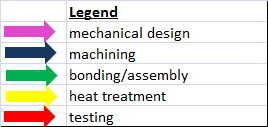 Legend
mechanical design
machining
bonding/assembly
heat treatment
testing